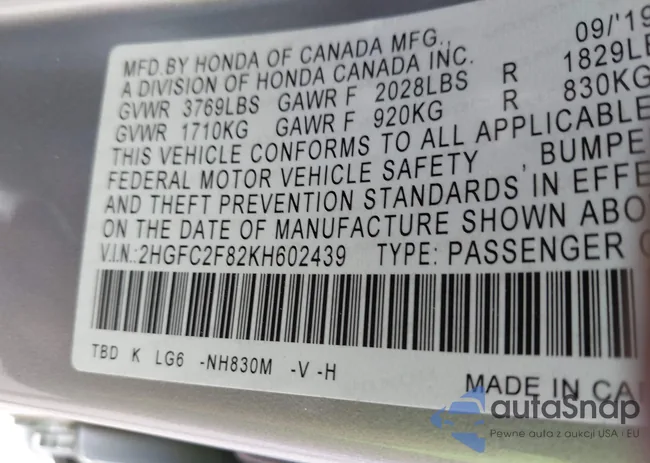 MFD.BY HONDA OF CANADA MFG., 09/'19
A DIVISION OF HONDA CANADA INC.
GVWR 3769LBS GAWR F 2028LBS R 1829LB
GVWR 1710KG GAWR F 920KG R 830KG
THIS VEHICLE CONFORMS TO ALL APPLICABLE
FEDERAL MOTOR VEHICLE SAFETY , BUMPE
AND THEFT PREVENTION STANDARDS IN EFFE
ON THE DATE OF MANUFACTURE SHOWN ABO
V.I.N.:2HGFC2F82KH602439 TYPE: PASSENGER C
TBD K LG6 -NH830M -V -H
MADE IN CA
autaSnap
Pewne auta z aukcji USA i EU